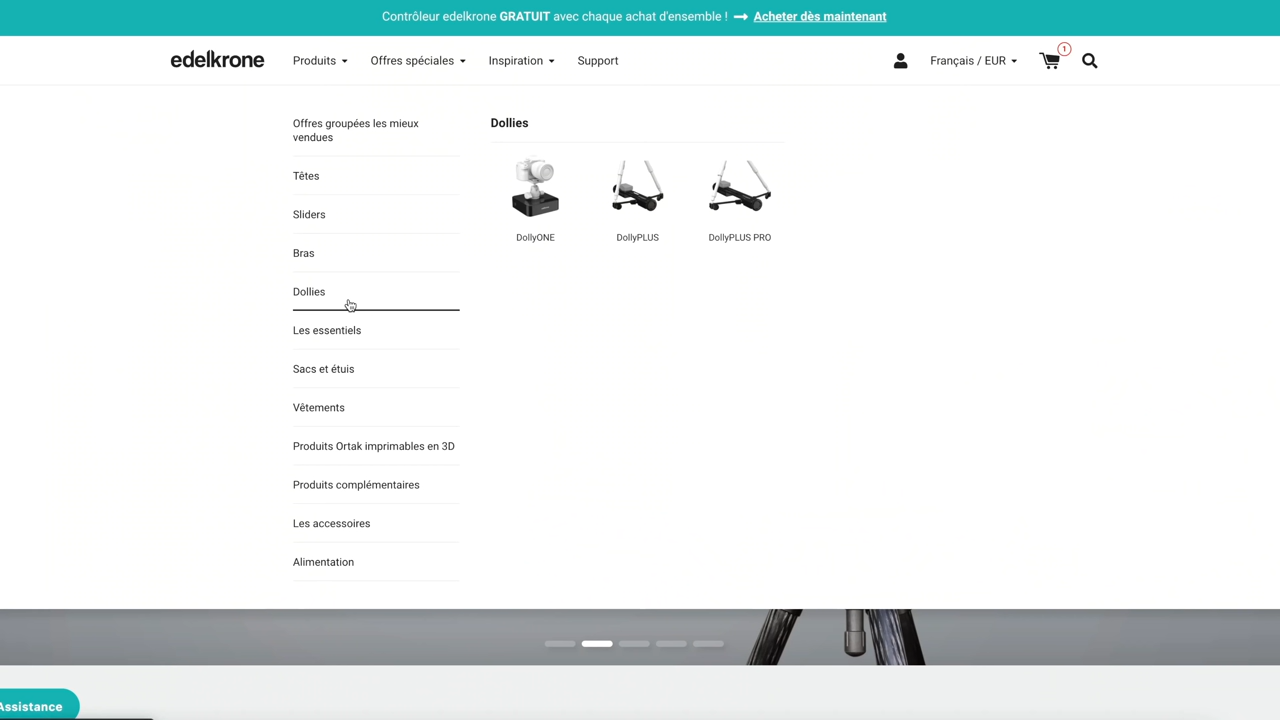 Contrôleur edelkrone GRATUIT avec chaque achat d'ensemble ! → Acheter dès maintenant
edelkrone
Produits
Offres spéciales
Inspiration
Support
Français / EUR
1
Offres groupées les mieux
vendues
Têtes
Sliders
Bras
Dollies
Les essentiels
Sacs et étuis
Vêtements
Produits Ortak imprimables en 3D
Produits complémentaires
Les accessoires
Alimentation
Dollies
DollyONE
DollyPLUS
DollyPLUS PRO
Assistance